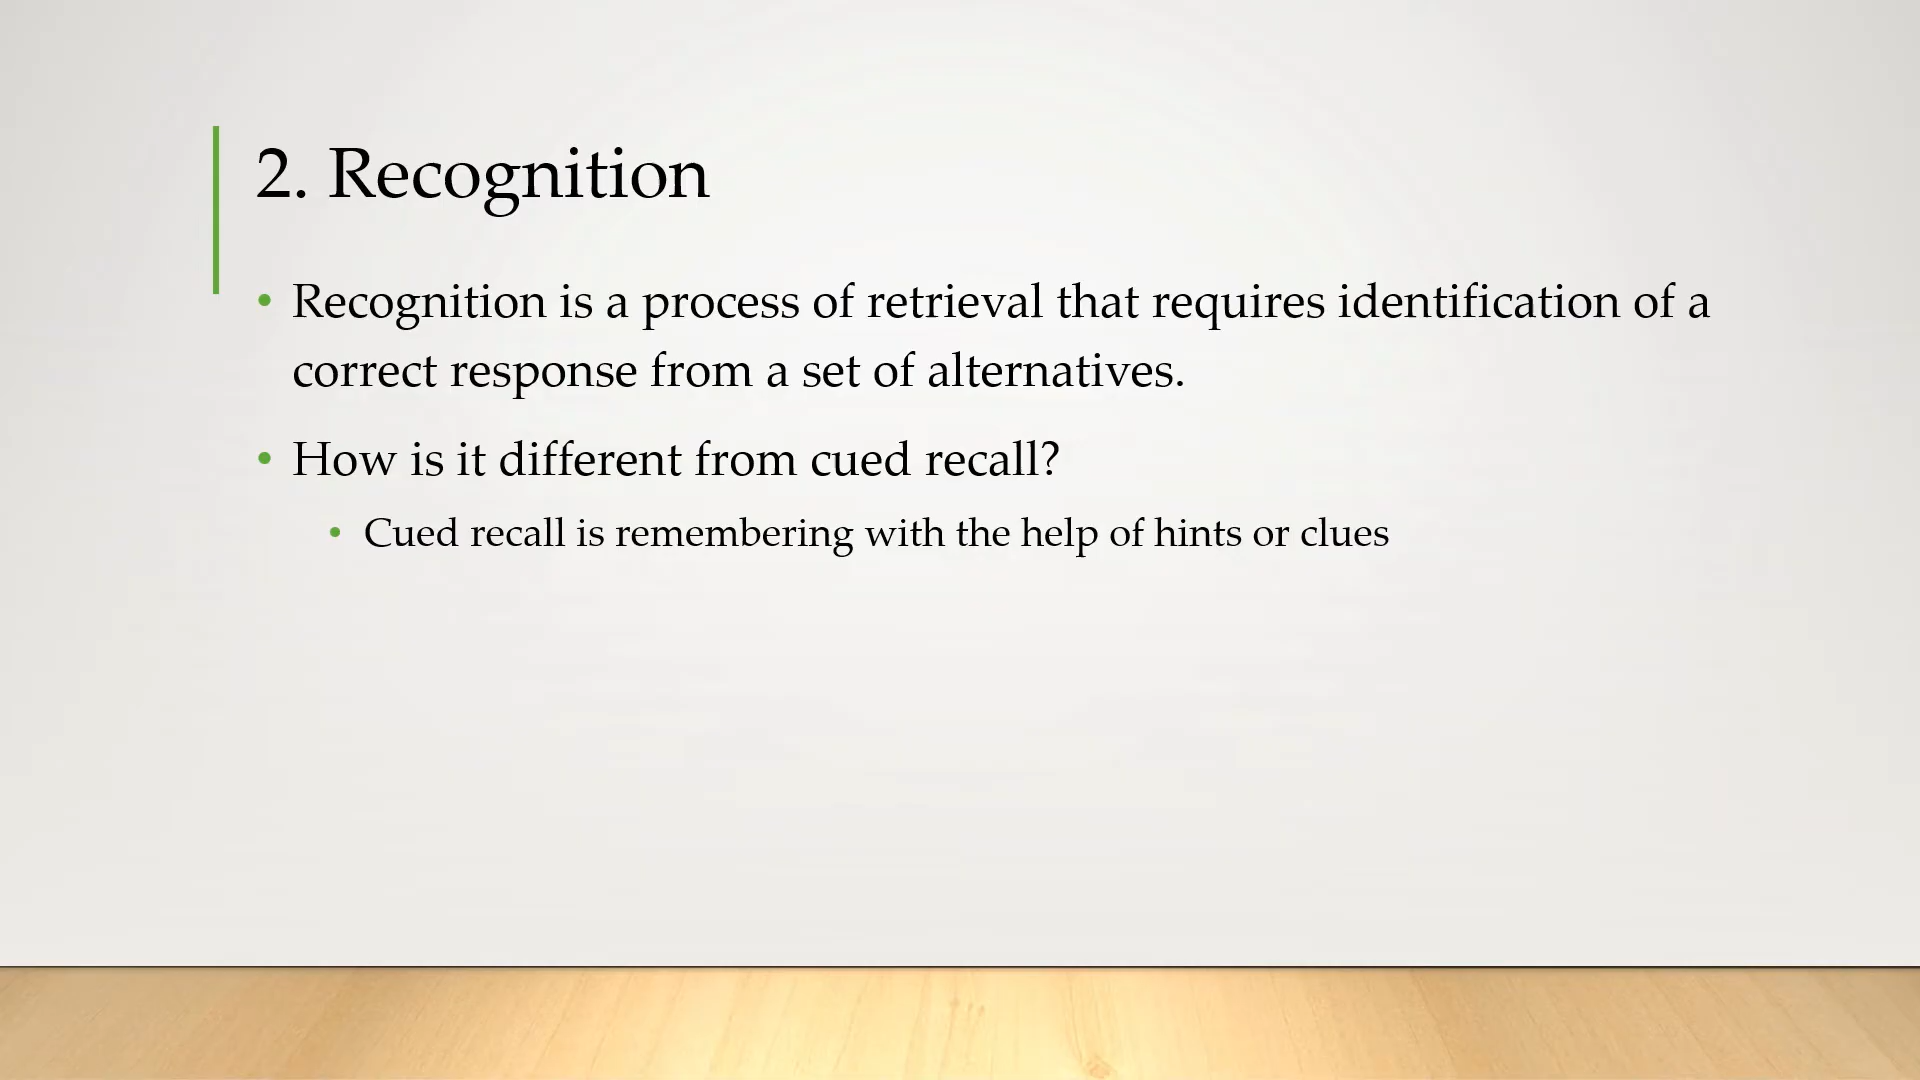 2. Recognition
• Recognition is a process of retrieval that requires identification of a
correct response from a set of alternatives.
• How is it different from cued recall?
• Cued recall is remembering with the help of hints or clues